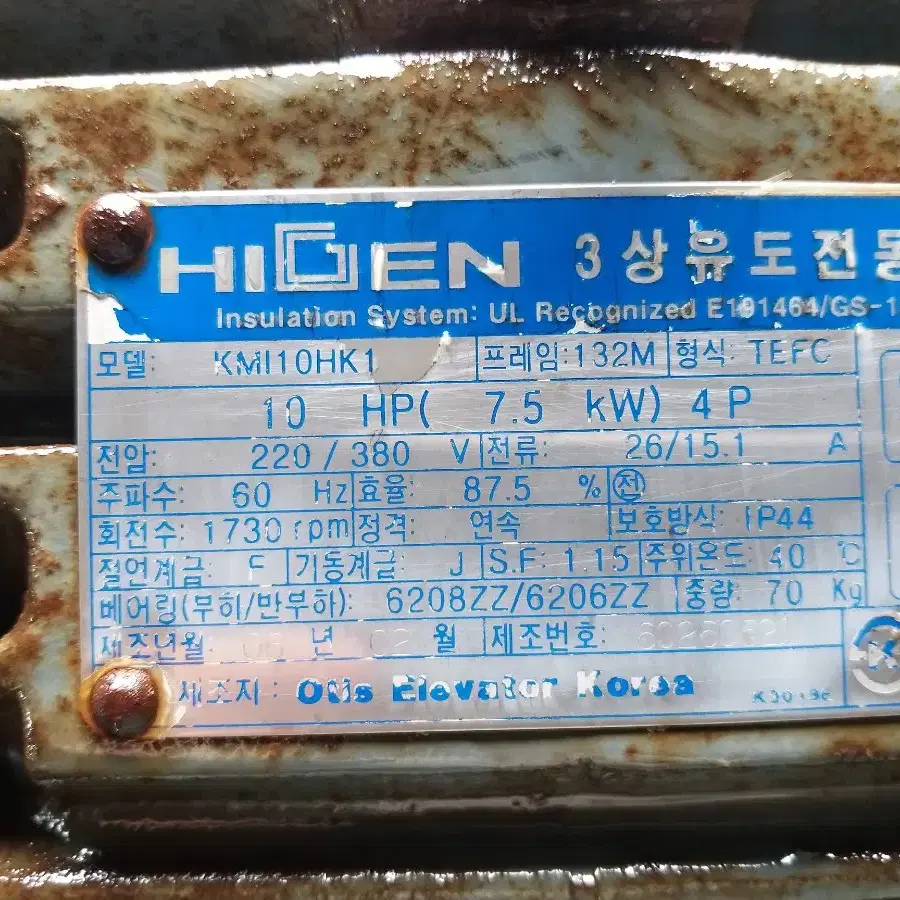 HIGEN 3상유도전동
Insulation System: UL Recognized E191464/GS-1
모델: KMI10HK1 프레임:132M 형식: TEFC
10 HP( 7.5 kW) 4P
전압: 220 / 380 V 전류: 26/15.1 A
주파수: 60 Hz 효율: 87.5 % 전
회전수: 1730 rpm 정격: 연속 보호방식: IP44
절연계급: F 기동계급: J S.F: 1.15 주위온도: 40 ℃
베어링(부하/반부하): 6208ZZ/6206ZZ 중량: 70 Kg
제조년월: 06 년 02 월 제조번호:
제조자: Otis Elevator Korea
K